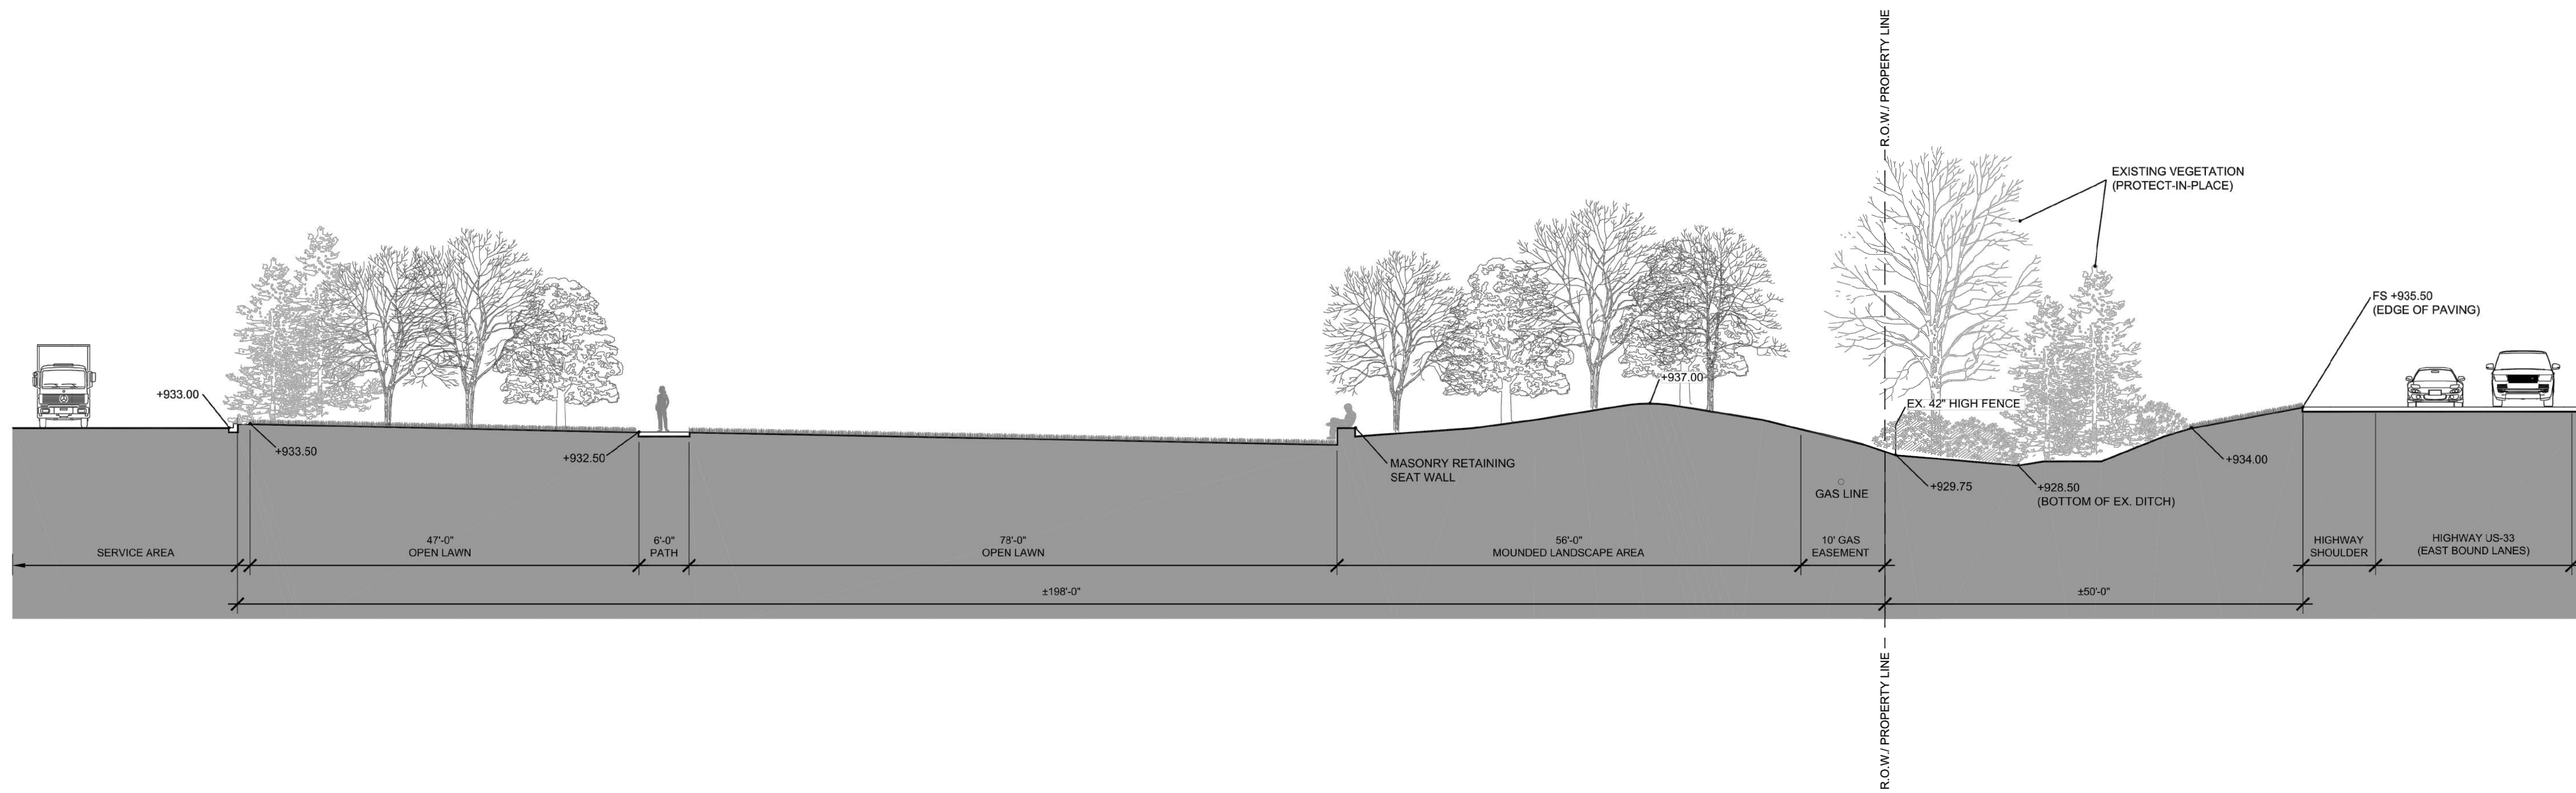 R.O.W./ PROPERTY LINE
EXISTING VEGETATION
(PROTECT-IN-PLACE)
FS +935.50
(EDGE OF PAVING)
+933.00
+937.00
EX. 42" HIGH FENCE
+933.50
+932.50
MASONRY RETAINING
SEAT WALL
GAS LINE
+929.75
+928.50
(BOTTOM OF EX. DITCH)
+934.00
SERVICE AREA
47'-0"
OPEN LAWN
6'-0"
PATH
78'-0"
OPEN LAWN
56'-0"
MOUNDED LANDSCAPE AREA
10' GAS
EASEMENT
HIGHWAY
SHOULDER
HIGHWAY US-33
(EAST BOUND LANES)
±198'-0"
±50'-0"
R.O.W./ PROPERTY LINE